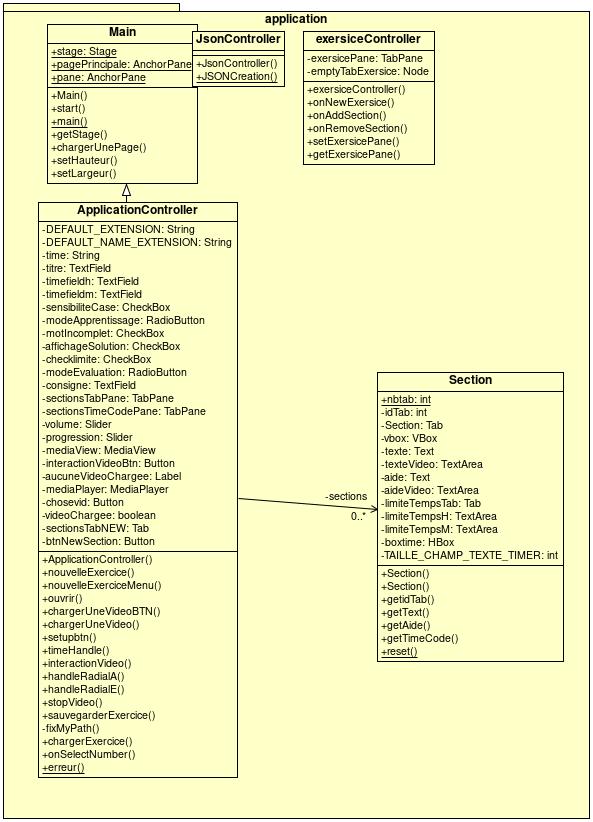 application
Main
+stage: Stage
+pagePrincipale: AnchorPane
+pane: AnchorPane
+Main()
+start()
+main()
+getStage()
+chargerUnePage()
+setHauteur()
+setLargeur()
JsonController
+JsonController()
+JSONCreation()
exersiceController
-exersicePane: TabPane
-emptyTabExersice: Node
+exersiceController()
+onNewExersice()
+onAddSection()
+onRemoveSection()
+setExersicePane()
+getExersicePane()
ApplicationController
-DEFAULT_EXTENSION: String
-DEFAULT_NAME_EXTENSION: String
-time: String
-titre: TextField
-timefieldh: TextField
-timefieldm: TextField
-sensibiliteCase: CheckBox
-modeApprentissage: RadioButton
-motIncomplet: CheckBox
-affichageSolution: CheckBox
-checklimite: CheckBox
-modeEvaluation: RadioButton
-consigne: TextField
-sectionsTabPane: TabPane
-sectionsTimeCodePane: TabPane
-volume: Slider
-progression: Slider
-mediaView: MediaView
-interactionVideoBtn: Button
-aucuneVideoChargee: Label
-mediaPlayer: MediaPlayer
-chosevid: Button
-videoChargee: boolean
-sectionsTabNEW: Tab
-btnNewSection: Button
+ApplicationController()
+nouvelleExercice()
+nouvelleExerciceMenu()
+ouvrir()
+chargerUneVideoBTN()
+chargerUneVideo()
+setupbtn()
+timeHandle()
+interactionVideo()
+handleRadialA()
+handleRadialE()
+stopVideo()
+sauvegarderExercice()
-fixMyPath()
+chargerExercice()
+onSelectNumber()
+erreur()
-sections
0..*
Section
+nbtab: int
-idTab: int
-Section: Tab
-vbox: VBox
-texte: Text
-texteVideo: TextArea
-aide: Text
-aideVideo: TextArea
-limiteTempsTab: Tab
-limiteTempsH: TextArea
-limiteTempsM: TextArea
-boxtime: HBox
-TAILLE_CHAMP_TEXTE_TIMER: int
+Section()
+Section()
+getidTab()
+getText()
+getAide()
+getTimeCode()
+reset()